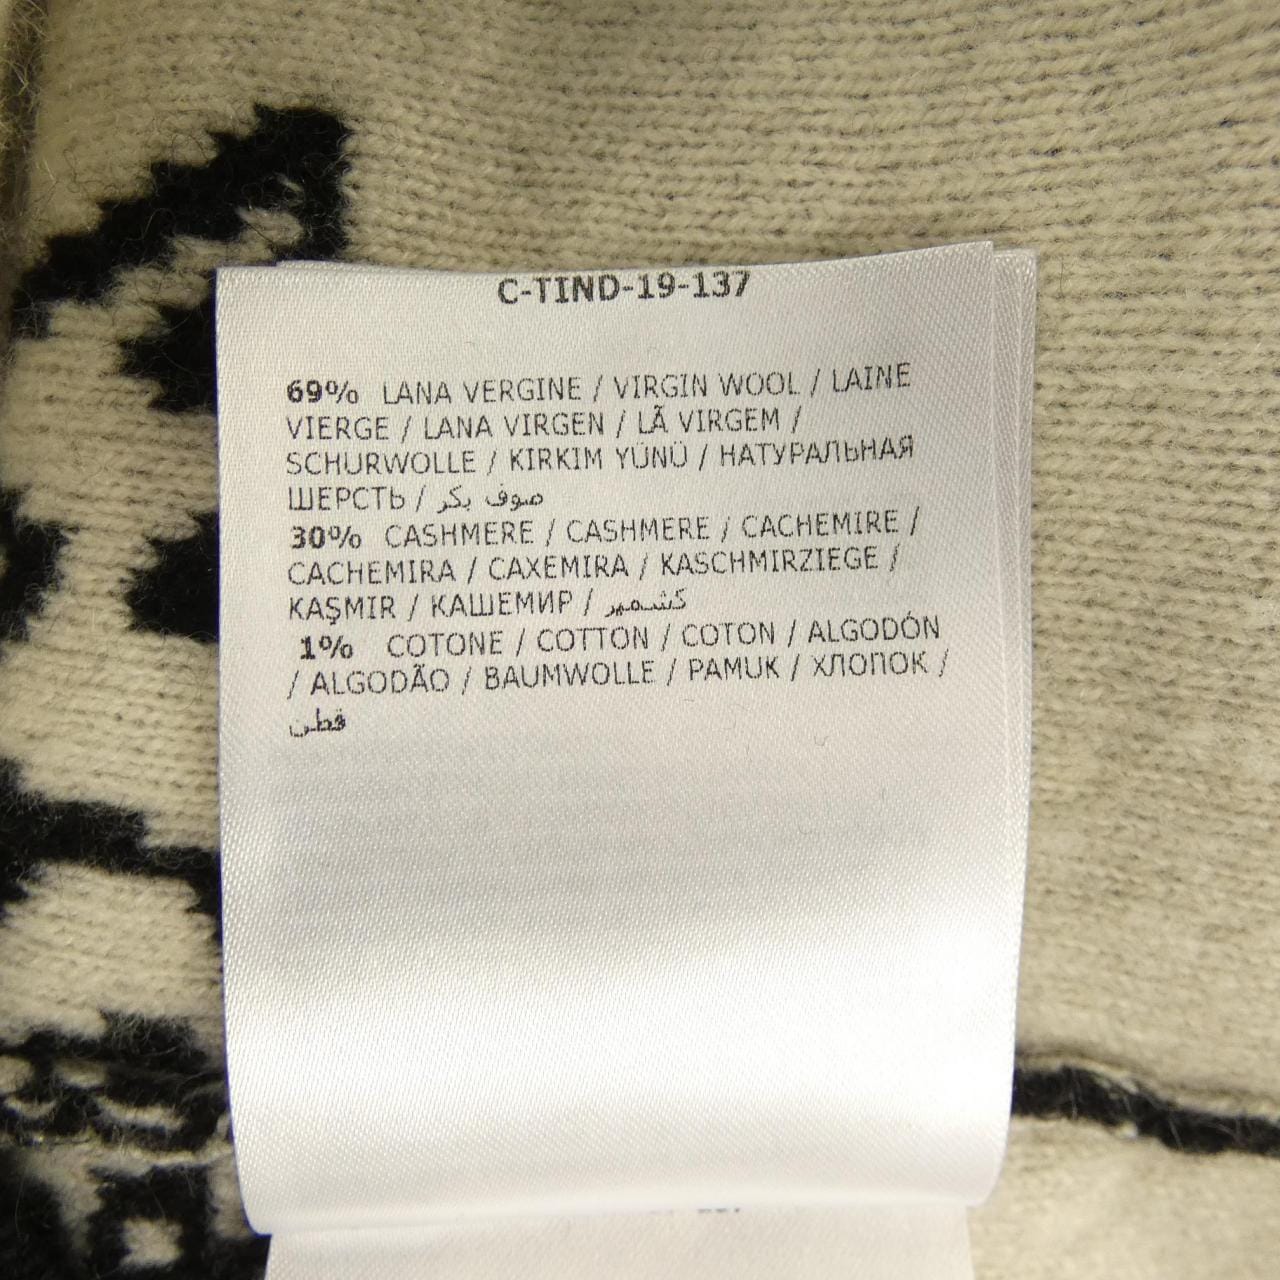 C-TIND-19-137
69% LANA VERGINE / VIRGIN WOOL / LAINE
VIERGE / LANA VIRGEN / LÃ VIRGEM /
SCHURWOLLE / KIRKIM YÜNÜ / НАТУРАЛЬНАЯ
ШЕРСТЬ / صوف بكر
30% CASHMERE / CASHMERE / CACHEMIRE /
CACHEMIRA / CAXEMIRA / KASCHMIRZIEGE /
KAŞMIR / КАШЕМИР / كشمير
1% COTONE / COTTON / COTON / ALGODÓN
/ ALGODÃO / BAUMWOLLE / PAMUK / ХЛОПОК /
قطن